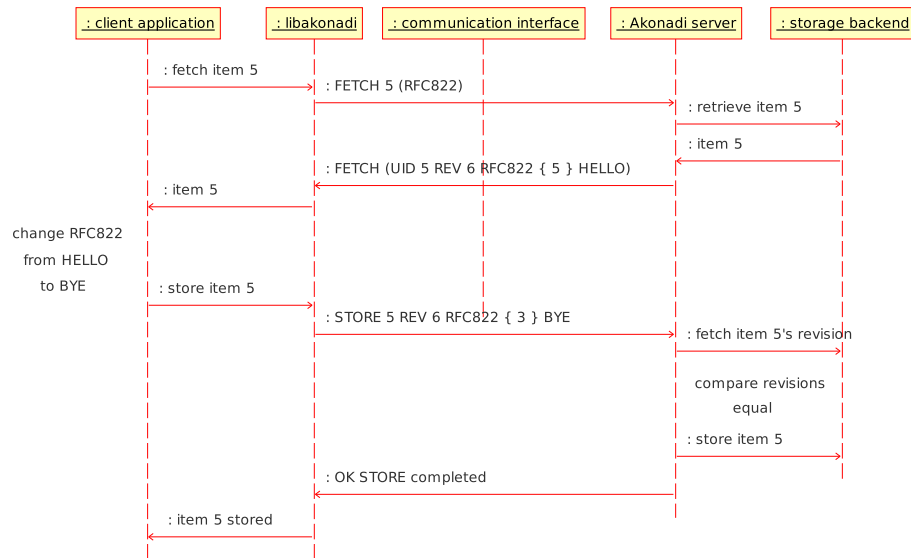 : client application
: libakonadi
: communication interface
: Akonadi server
: storage backend
: fetch item 5
: FETCH 5 (RFC822)
: retrieve item 5
: item 5
: FETCH (UID 5 REV 6 RFC822 { 5 } HELLO)
: item 5
change RFC822
from HELLO
to BYE
: store item 5
: STORE 5 REV 6 RFC822 { 3 } BYE
: fetch item 5's revision
compare revisions
equal
: store item 5
: OK STORE completed
: item 5 stored